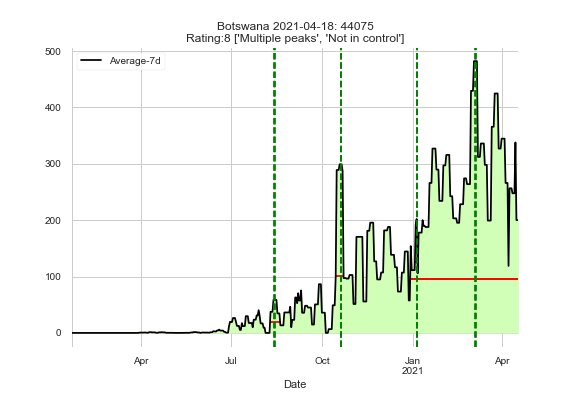 Botswana 2021-04-18: 44075
Rating:8 ['Multiple peaks', 'Not in control']
Average-7d
500
400
300
200
100
0
Apr
Jul
Oct
Jan
2021
Apr
Date